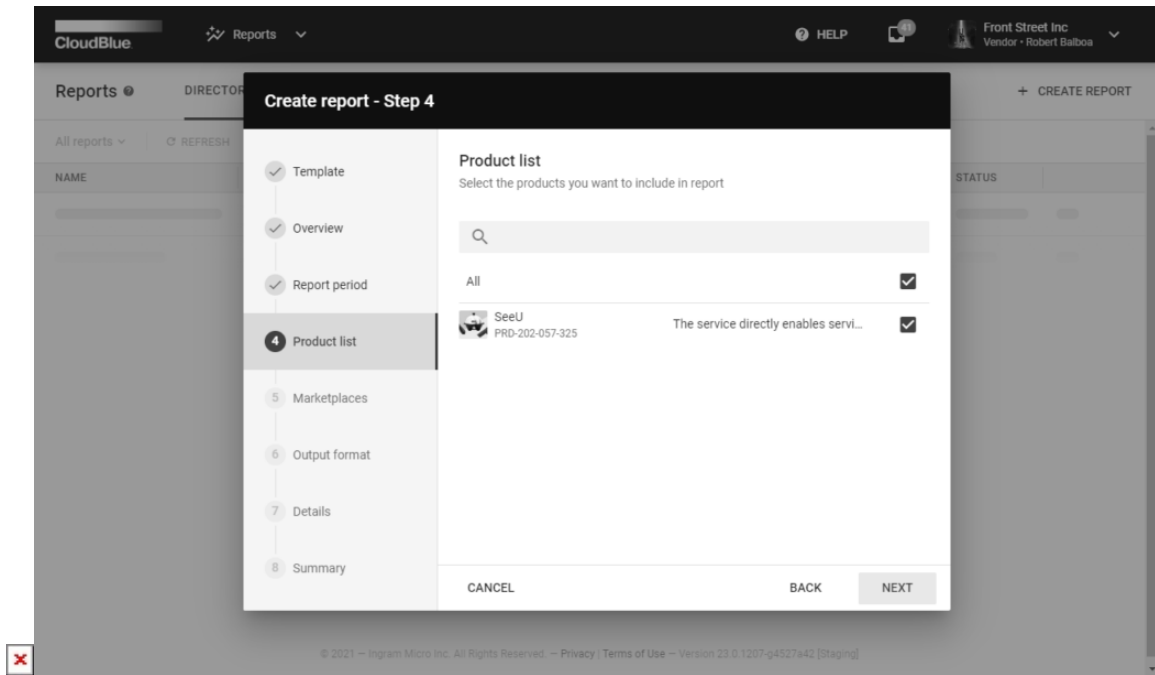 CloudBlue
Reports
HELP
41
Front Street Inc
Vendor • Robert Balboa
Reports
DIRECTOR
+ CREATE REPORT
All reports
REFRESH
NAME
STATUS
Create report - Step 4
Template
Overview
Report period
4 Product list
5 Marketplaces
6 Output format
7 Details
8 Summary
Product list
Select the products you want to include in report
All
SeeU
PRD-202-057-325
The service directly enables servi...
CANCEL
BACK
NEXT
© 2021 — Ingram Micro Inc. All Rights Reserved. — Privacy | Terms of Use — Version 23.0.1207-g4527a42 [Staging]